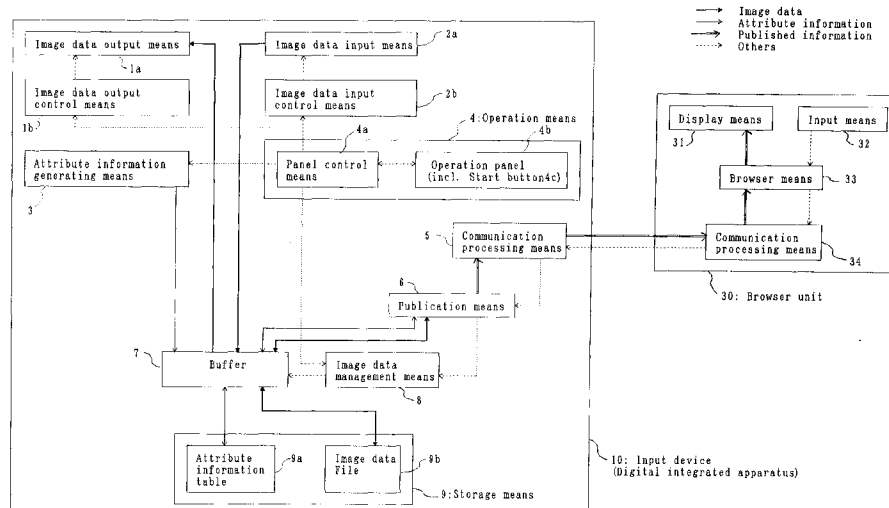 Image data
Attribute information
Published information
Others
Image data output means
1a
Image data input means
2a
Image data output
control means
1b
Image data input
control means
2b
4:Operation means
4a
4b
Attribute information
generating means
3
Panel control
means
Operation panel
(incl. Start button4c)
Display means
31
Input means
32
Browser means
33
5
Communication
processing means
Communication
processing means
34
30: Browser unit
6
Publication means
7
Buffer
Image data
management means
8
Attribute
information
table
9a
Image data
File
9b
9:Storage means
10: Input device
(Digital integrated apparatus)